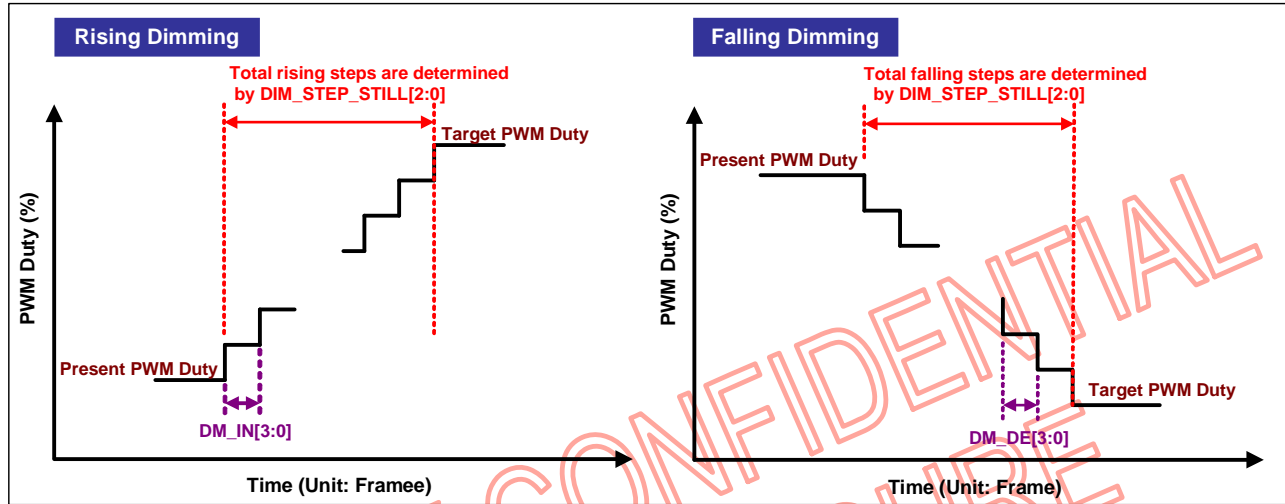 Rising Dimming
Total rising steps are determined
by DIM_STEP_STILL[2:0]
Target PWM Duty
PWM Duty (%)
Present PWM Duty
DM_IN[3:0]
Time (Unit: Framee)
Falling Dimming
Total falling steps are determined
by DIM_STEP_STILL[2:0]
Present PWM Duty
PWM Duty (%)
Target PWM Duty
DM_DE[3:0]
Time (Unit: Frame)
CONFIDENTIAL